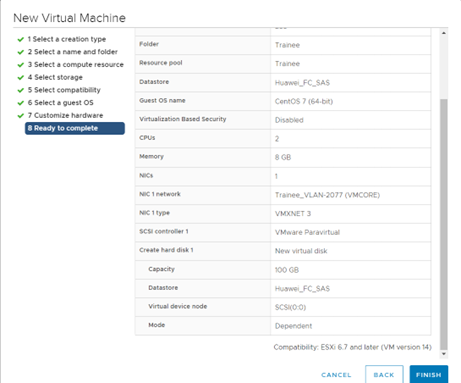 New Virtual Machine
1 Select a creation type
2 Select a name and folder
3 Select a compute resource
4 Select storage
5 Select compatibility
6 Select a guest OS
7 Customize hardware
8 Ready to complete
Folder Trainee
Resource pool Trainee
Datastore Huawei_FC_SAS
Guest OS name CentOS 7 (64-bit)
Virtualization Based Security Disabled
CPUs 2
Memory 8 GB
NICs 1
NIC 1 network Trainee_VLAN-2077 (VMCORE)
NIC 1 type VMXNET 3
SCSI controller 1 VMware Paravirtual
Create hard disk 1 New virtual disk
Capacity 100 GB
Datastore Huawei_FC_SAS
Virtual device node SCSI(0:0)
Mode Dependent
Compatibility: ESXi 6.7 and later (VM version 14)
CANCEL BACK FINISH